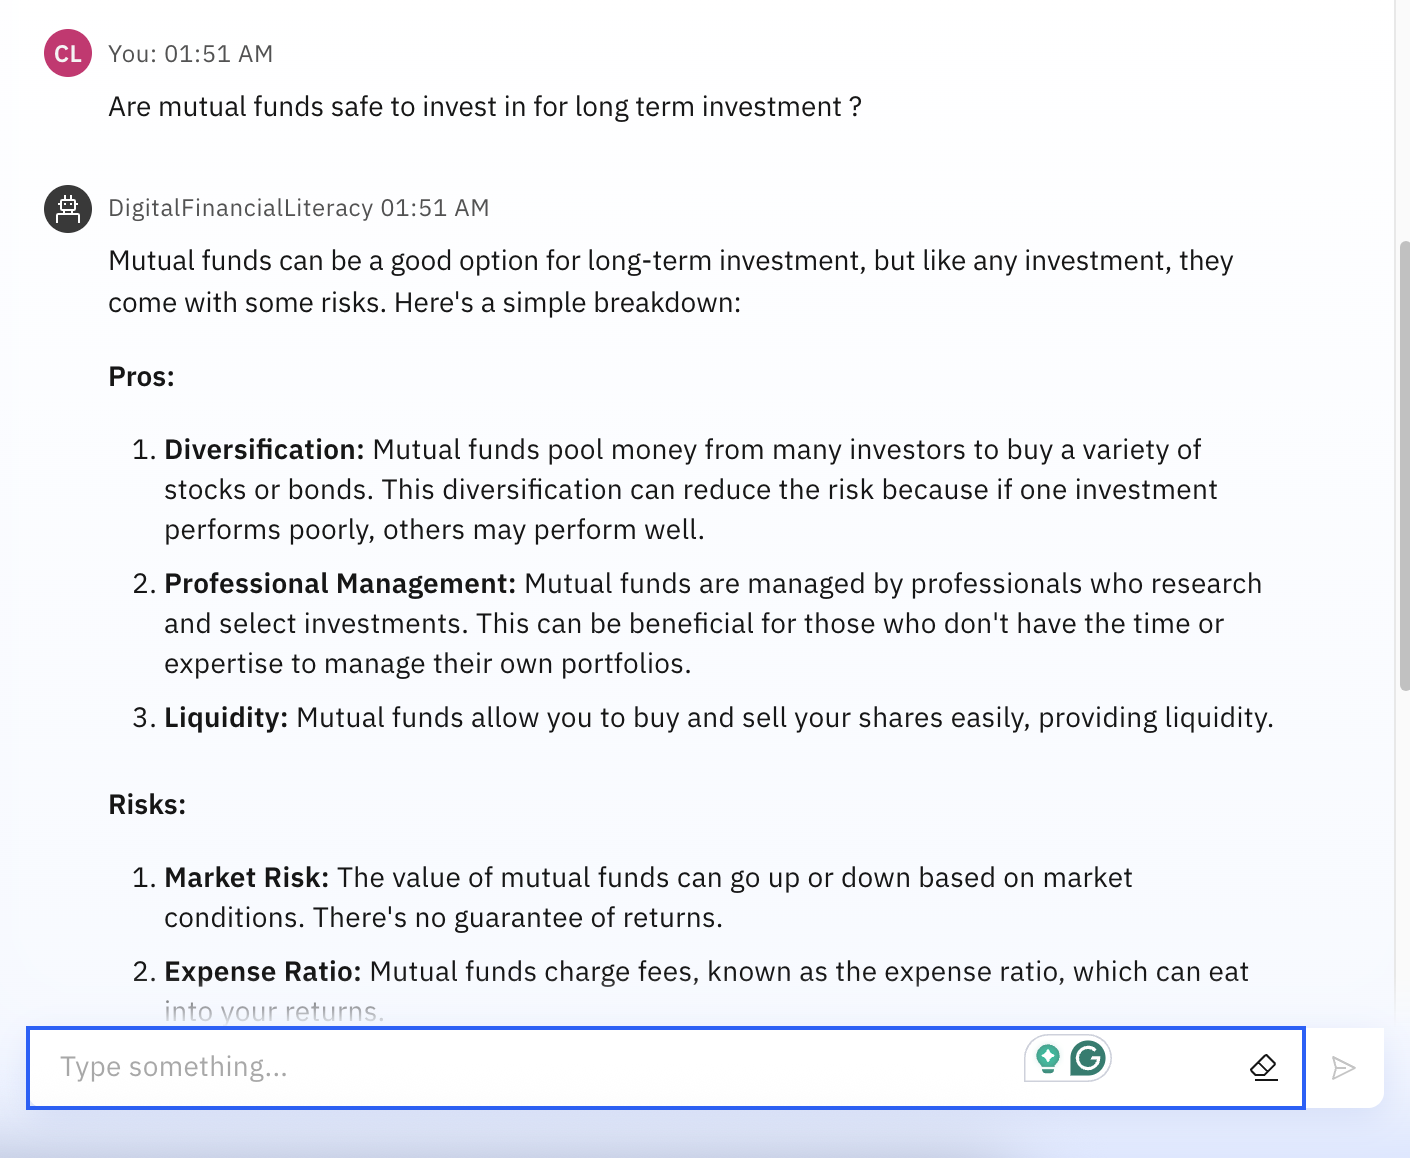 CL You: 01:51 AM
Are mutual funds safe to invest in for long term investment ?
DigitalFinancialLiteracy 01:51 AM
Mutual funds can be a good option for long-term investment, but like any investment, they
come with some risks. Here's a simple breakdown:
Pros:
1. Diversification: Mutual funds pool money from many investors to buy a variety of
stocks or bonds. This diversification can reduce the risk because if one investment
performs poorly, others may perform well.
2. Professional Management: Mutual funds are managed by professionals who research
and select investments. This can be beneficial for those who don't have the time or
expertise to manage their own portfolios.
3. Liquidity: Mutual funds allow you to buy and sell your shares easily, providing liquidity.
Risks:
1. Market Risk: The value of mutual funds can go up or down based on market
conditions. There's no guarantee of returns.
2. Expense Ratio: Mutual funds charge fees, known as the expense ratio, which can eat
into your returns.
Type something...